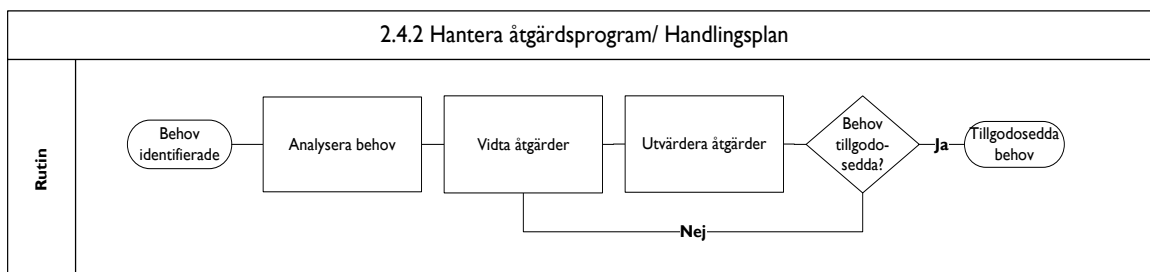 2.4.2 Hantera åtgärdsprogram/ Handlingsplan
Rutin
Behov
identifierade
Analysera behov
Vidta åtgärder
Utvärdera åtgärder
Behov
tillgodo-
sedda?
Ja
Tillgodosedda
behov
Nej